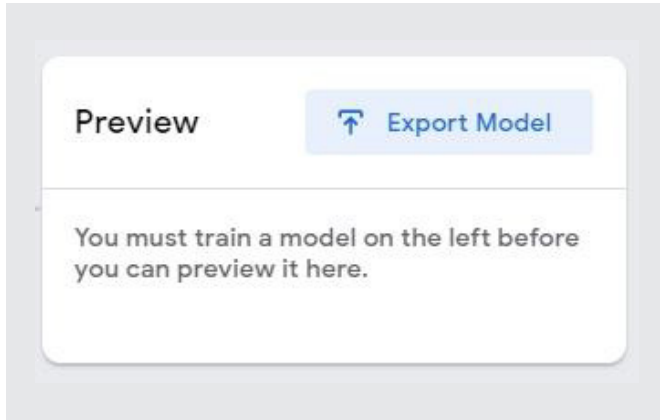 Preview
Export Model
You must train a model on the left before
you can preview it here.